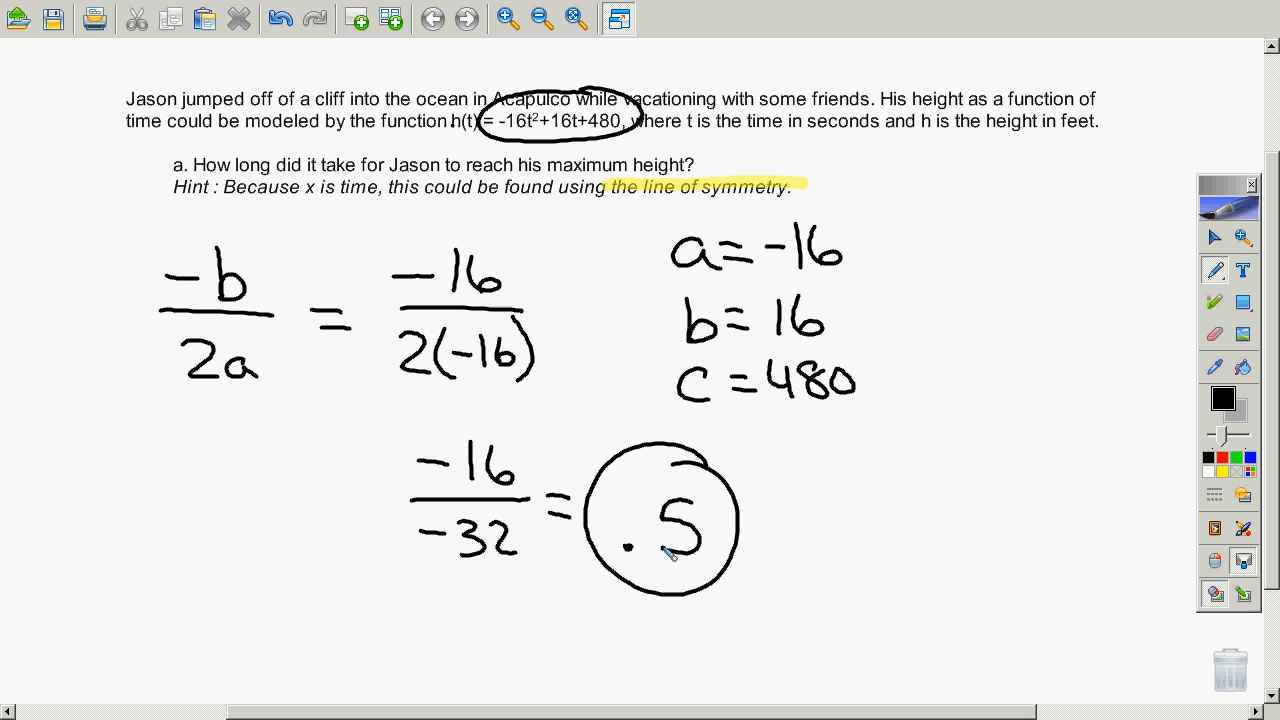 Jason jumped off of a cliff into the ocean in Acapulco while vacationing with some friends. His height as a function of
time could be modeled by the function h(t) = -16t²+16t+480, where t is the time in seconds and h is the height in feet.
a. How long did it take for Jason to reach his maximum height?
Hint : Because x is time, this could be found using the line of symmetry.
-b/2a = -16/2(-16)
a = -16
b = 16
c = 480
-16/-32 = .5
T